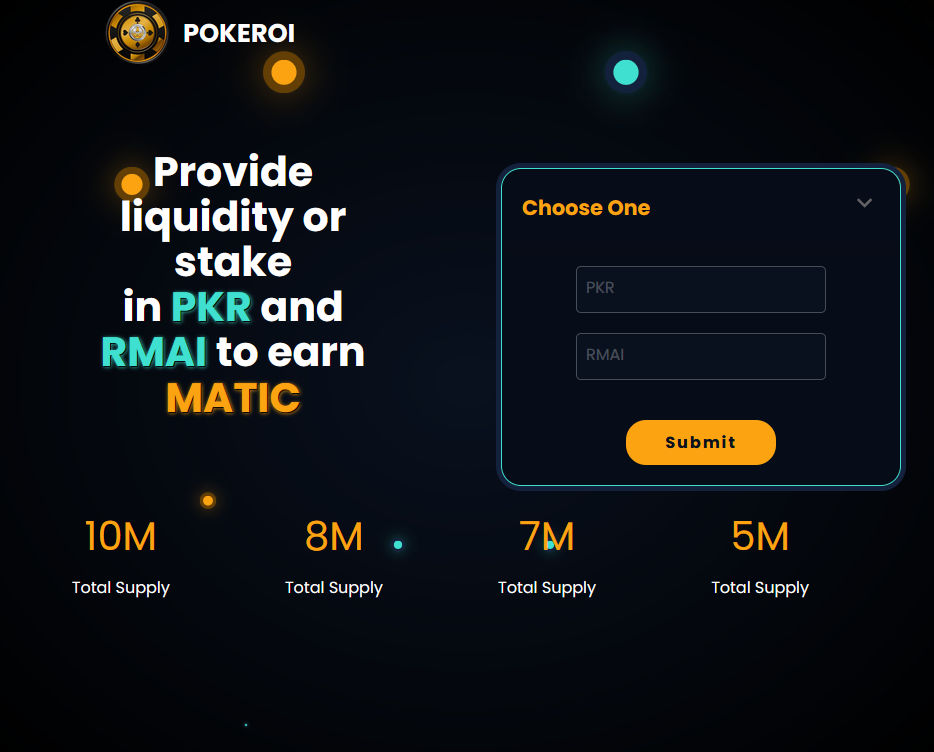 POKEROI
Provide
liquidity or
stake
in PKR and
RMAI to earn
MATIC
Choose One
PKR
RMAI
Submit
10M
8M
7M
5M
Total Supply
Total Supply
Total Supply
Total Supply